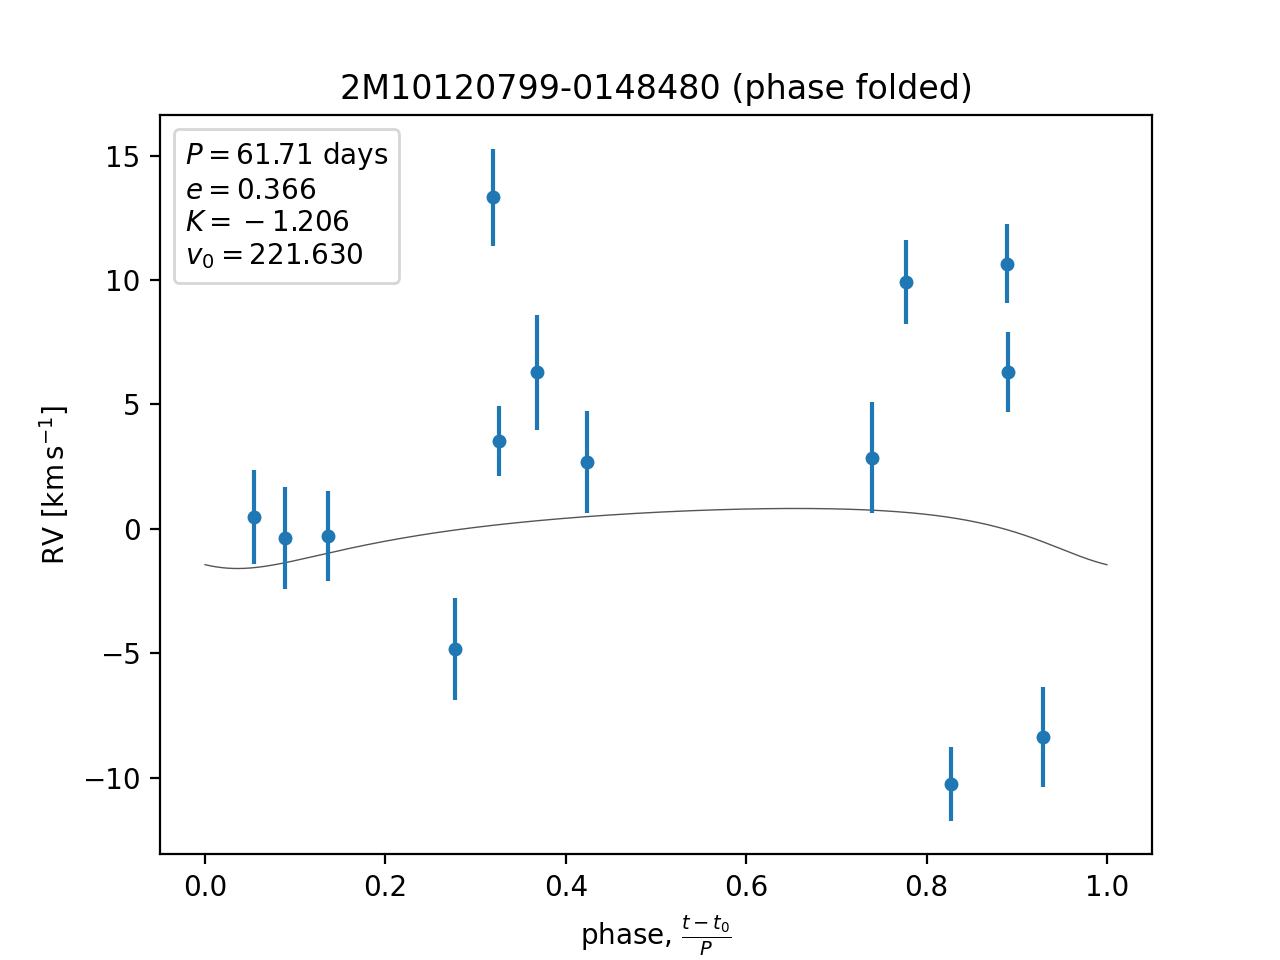 2M10120799-0148480 (phase folded)
P = 61.71 days
e = 0.366
K = −1.206
v₀ = 221.630
15
10
5
0
−5
−10
RV [km s⁻¹]
0.0 0.2 0.4 0.6 0.8 1.0
phase, (t − t₀)/P